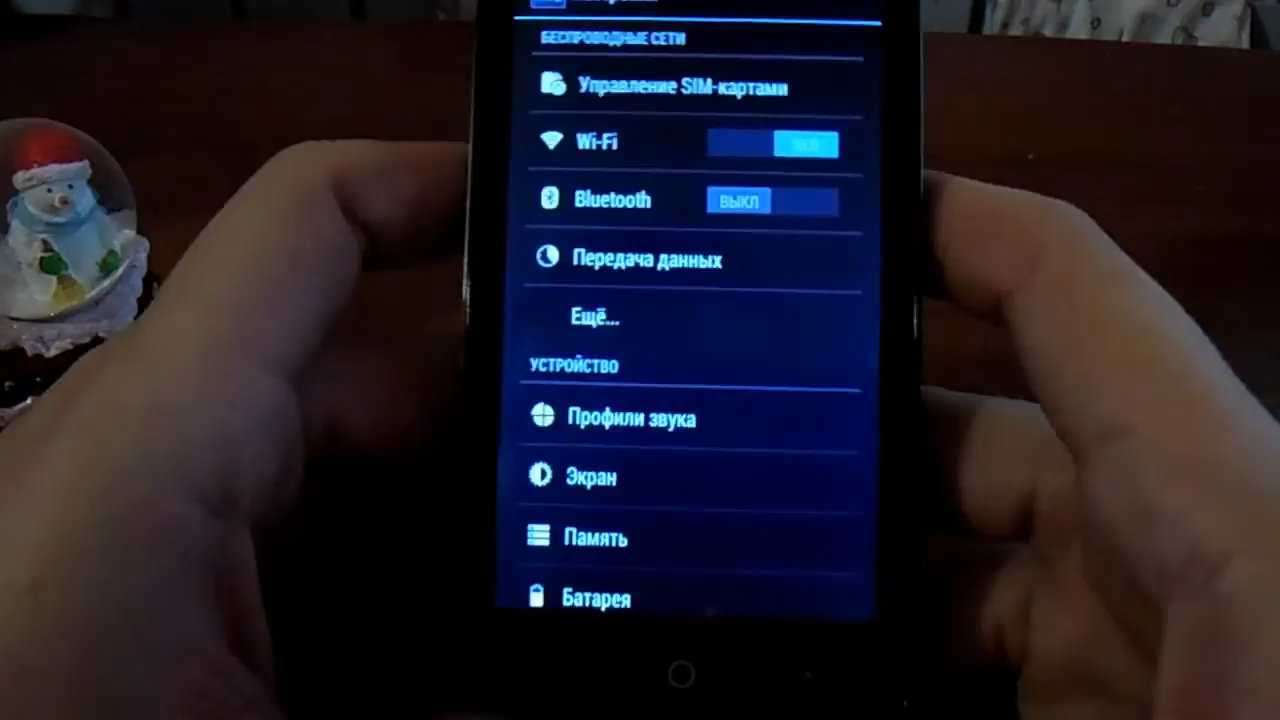 БЕСПРОВОДНЫЕ СЕТИ
Управление SIM-картами
Wi-Fi
Bluetooth
ВЫКЛ
Передача данных
Ещё...
УСТРОЙСТВО
Профили звука
Экран
Память
Батарея